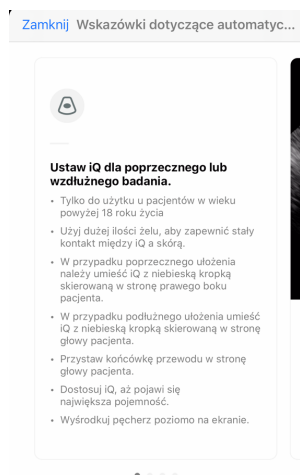 Zamknij Wskazówki dotyczące automatyc...
Ustaw iQ dla poprzecznego lub
wzdłużnego badania.
• Tylko do użytku u pacjentów w wieku
powyżej 18 roku życia
• Użyj dużej ilości żelu, aby zapewnić stały
kontakt między iQ a skórą.
• W przypadku poprzecznego ułożenia
należy umieść iQ z niebieską kropką
skierowaną w stronę prawego boku
pacjenta.
• W przypadku podłużnego ułożenia umieść
iQ z niebieską kropką skierowaną w stronę
głowy pacjenta.
• Przystaw końcówkę przewodu w stronę
głowy pacjenta.
• Dostosuj iQ, aż pojawi się
największa pojemność.
• Wyśrodkuj pęcherz poziomo na ekranie.